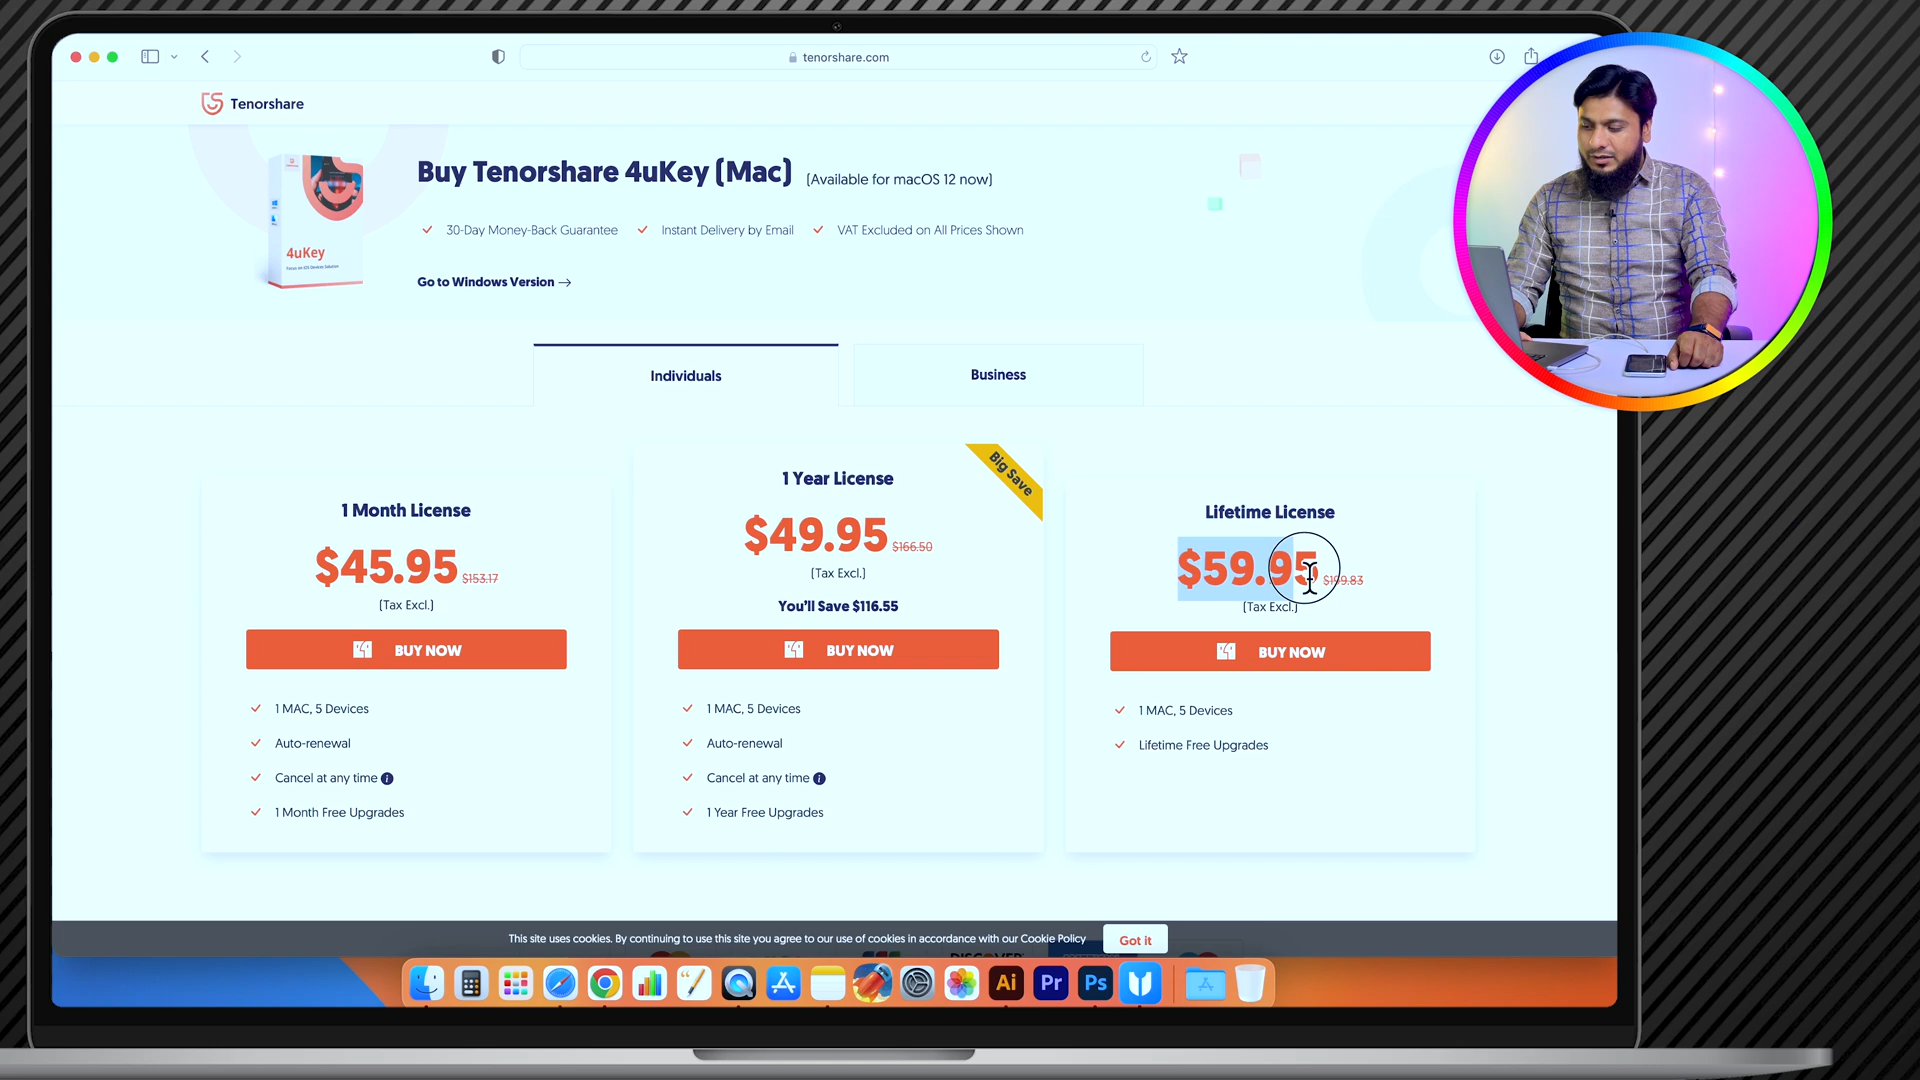 tenorshare.com
Tenorshare
Buy Tenorshare 4uKey (Mac) (Available for macOS 12 now)
30-Day Money-Back Guarantee Instant Delivery by Email VAT Excluded on All Prices Shown
4uKey
Go to Windows Version →
Individuals Business
1 Month License
$45.95 $153.17
(Tax Excl.)
BUY NOW
1 MAC, 5 Devices
Auto-renewal
Cancel at any time
1 Month Free Upgrades
Big Save
1 Year License
$49.95 $166.50
(Tax Excl.)
You'll Save $116.55
BUY NOW
1 MAC, 5 Devices
Auto-renewal
Cancel at any time
1 Year Free Upgrades
Lifetime License
$59.95 $199.83
(Tax Excl.)
BUY NOW
1 MAC, 5 Devices
Lifetime Free Upgrades
This site uses cookies. By continuing to use this site you agree to our use of cookies in accordance with our Cookie Policy Got it
Ai Pr Ps